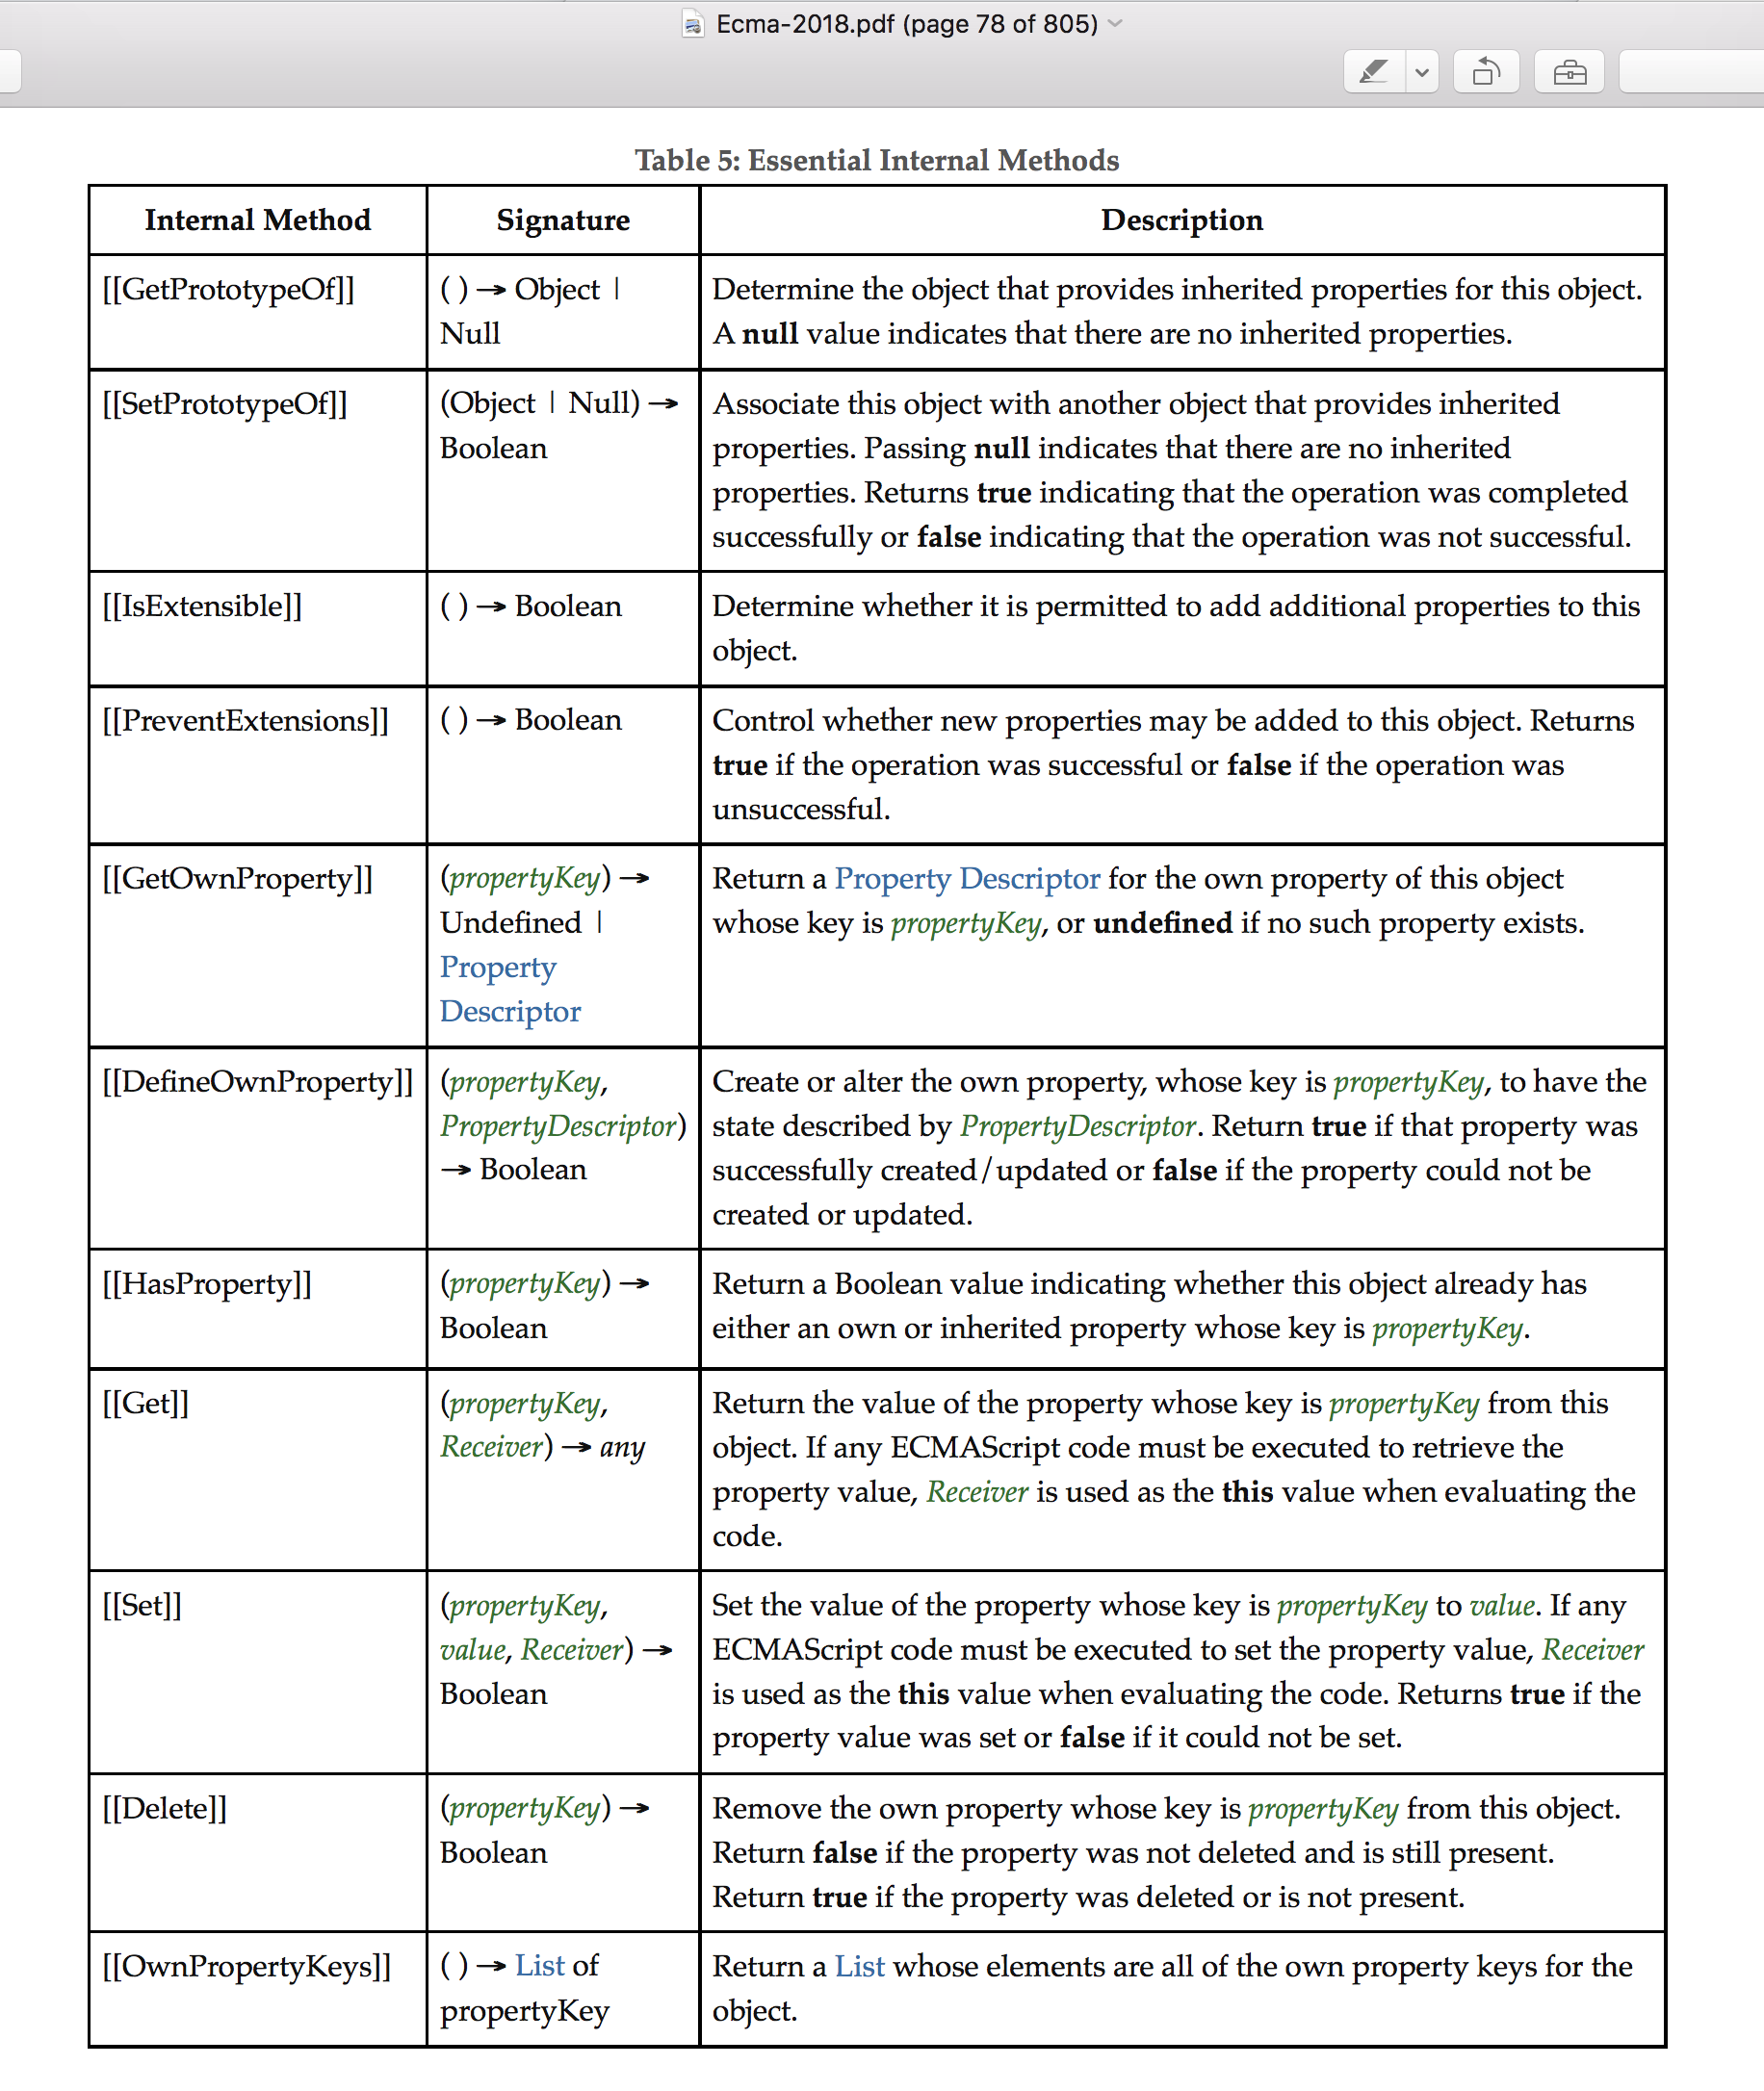 Ecma-2018.pdf (page 78 of 805)
Table 5: Essential Internal Methods
Internal Method Signature Description
[[GetPrototypeOf]]
( ) → Object |
Null
Determine the object that provides inherited properties for this object.
A null value indicates that there are no inherited properties.
[[SetPrototypeOf]]
(Object | Null) →
Boolean
Associate this object with another object that provides inherited
properties. Passing null indicates that there are no inherited
properties. Returns true indicating that the operation was completed
successfully or false indicating that the operation was not successful.
[[IsExtensible]]
( ) → Boolean
Determine whether it is permitted to add additional properties to this
object.
[[PreventExtensions]]
( ) → Boolean
Control whether new properties may be added to this object. Returns
true if the operation was successful or false if the operation was
unsuccessful.
[[GetOwnProperty]]
(propertyKey) →
Undefined |
Property
Descriptor
Return a Property Descriptor for the own property of this object
whose key is propertyKey, or undefined if no such property exists.
[[DefineOwnProperty]]
(propertyKey,
PropertyDescriptor)
→ Boolean
Create or alter the own property, whose key is propertyKey, to have the
state described by PropertyDescriptor. Return true if that property was
successfully created/updated or false if the property could not be
created or updated.
[[HasProperty]]
(propertyKey) →
Boolean
Return a Boolean value indicating whether this object already has
either an own or inherited property whose key is propertyKey.
[[Get]]
(propertyKey,
Receiver) → any
Return the value of the property whose key is propertyKey from this
object. If any ECMAScript code must be executed to retrieve the
property value, Receiver is used as the this value when evaluating the
code.
[[Set]]
(propertyKey,
value, Receiver) →
Boolean
Set the value of the property whose key is propertyKey to value. If any
ECMAScript code must be executed to set the property value, Receiver
is used as the this value when evaluating the code. Returns true if the
property value was set or false if it could not be set.
[[Delete]]
(propertyKey) →
Boolean
Remove the own property whose key is propertyKey from this object.
Return false if the property was not deleted and is still present.
Return true if the property was deleted or is not present.
[[OwnPropertyKeys]]
( ) → List of
propertyKey
Return a List whose elements are all of the own property keys for the
object.